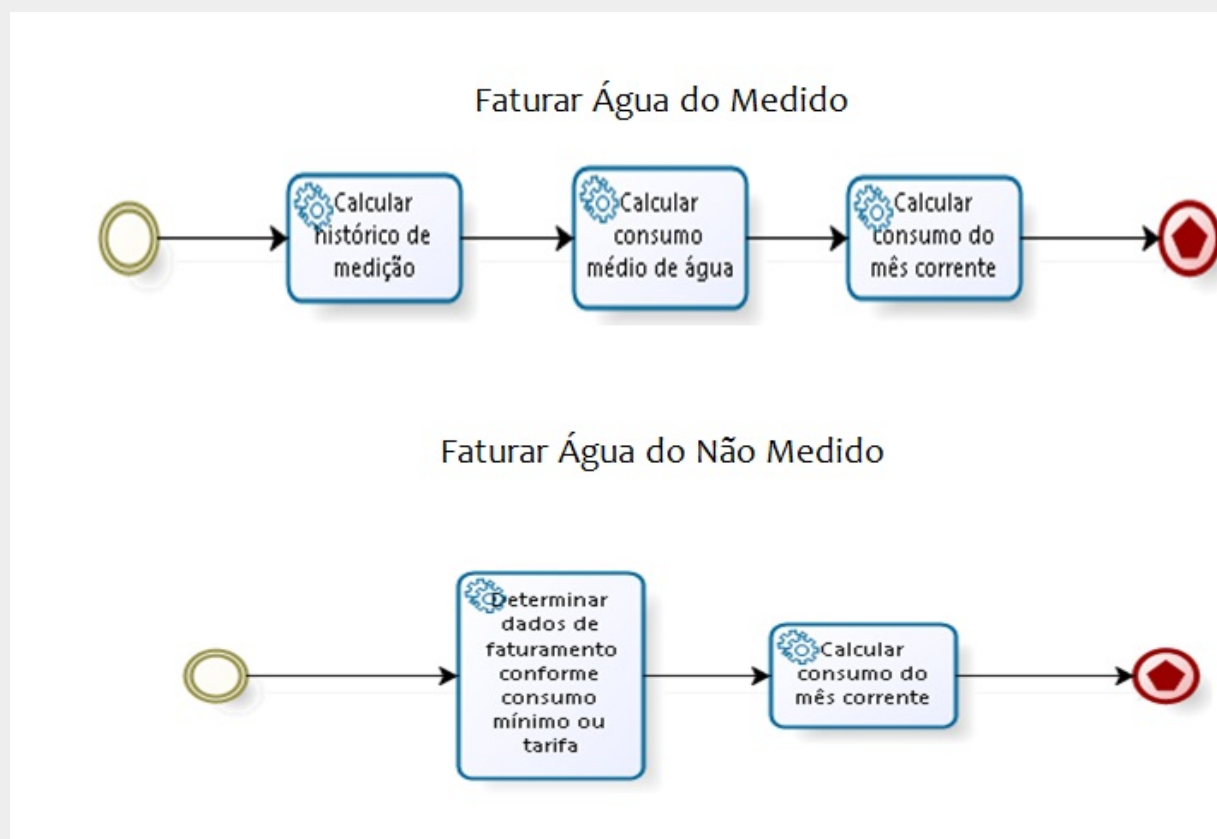 Faturar Água do Medido
Calcular
histórico de
medição
Calcular
consumo
médio de água
Calcular
consumo do
mês corrente
Faturar Água do Não Medido
Determinar
dados de
faturamento
conforme
consumo
mínimo ou
tarifa
Calcular
consumo do
mês corrente